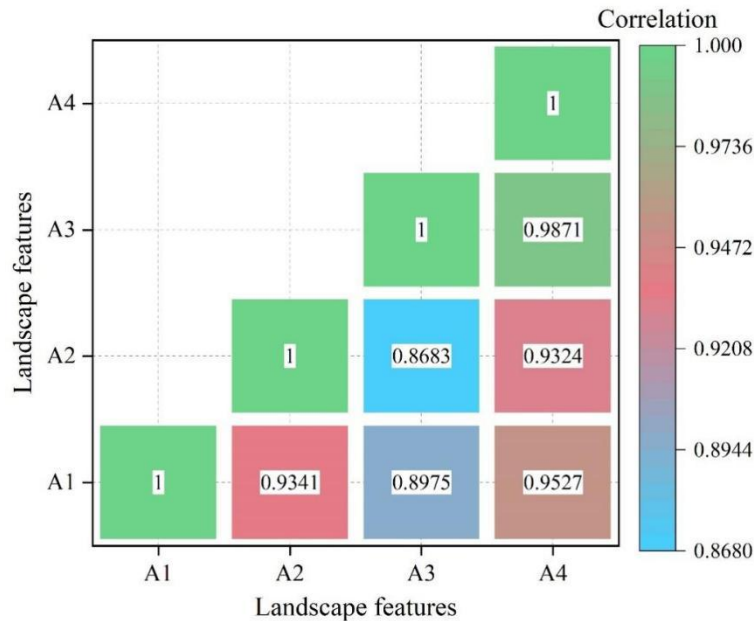 Correlation
1.000
A4
1
0.9736
A3
1
0.9871
0.9472
Landscape features
A2
1
0.8683
0.9324
0.9208
0.8944
A1
1
0.9341
0.8975
0.9527
0.8680
A1
A2
A3
A4
Landscape features